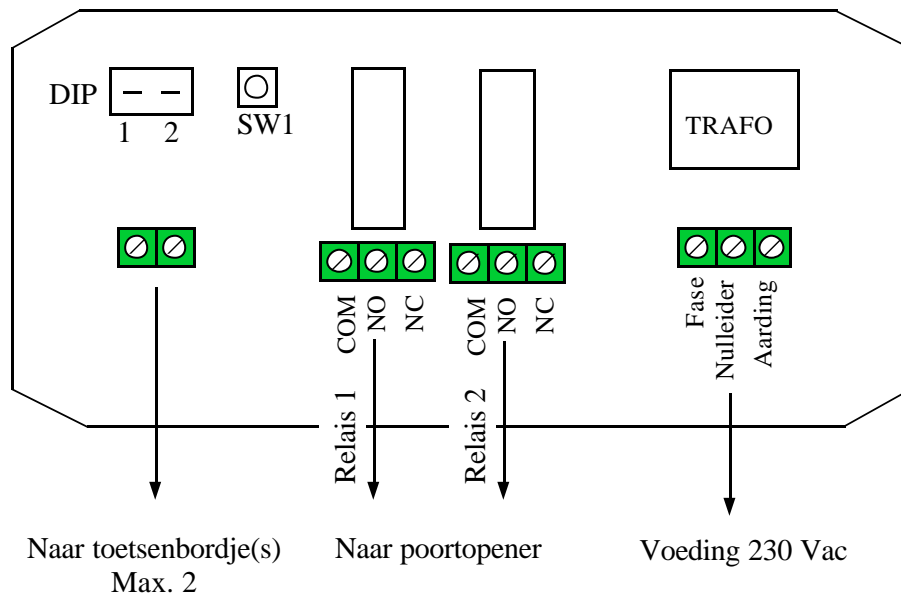 DIP
1 2
SW1
TRAFO
COM
NO
NC
COM
NO
NC
Fase
Nulleider
Aarding
Relais 1
Relais 2
Naar toetsenbordje(s)
Max. 2
Naar poortopener
Voeding 230 Vac